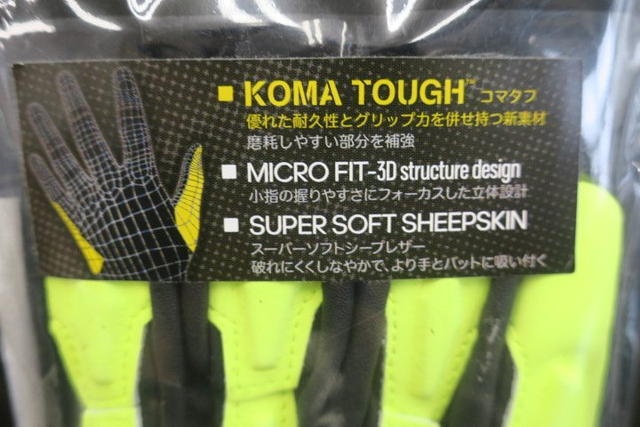 ■ KOMA TOUGH™ コマタフ
優れた耐久性とグリップ力を併せ持つ新素材
磨耗しやすい部分を補強
■ MICRO FIT-3D structure design
小指の握りやすさにフォーカスした立体設計
■ SUPER SOFT SHEEPSKIN
スーパーソフトシープレザー
破れにくくしなやかで、より手とバットに吸い付く